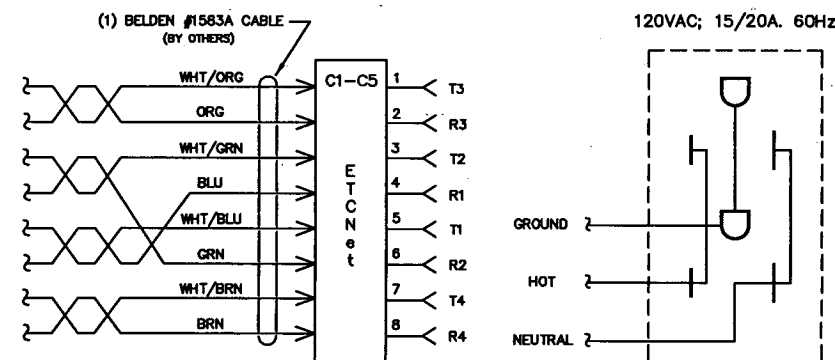 (1) BELDEN #1583A CABLE
(BY OTHERS)
120VAC; 15/20A. 60Hz
WHT/ORG
ORG
WHT/GRN
BLU
WHT/BLU
GRN
WHT/BRN
BRN
C1-C5
ETCNet
1 T3
2 R3
3 T2
4 R1
5 T1
6 R2
7 T4
8 R4
GROUND
HOT
NEUTRAL